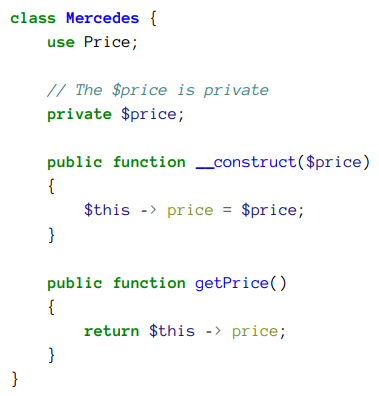 class Mercedes {
    use Price;

    // The $price is private
    private $price;

    public function __construct($price)
    {
        $this -> price = $price;
    }

    public function getPrice()
    {
        return $this -> price;
    }
}